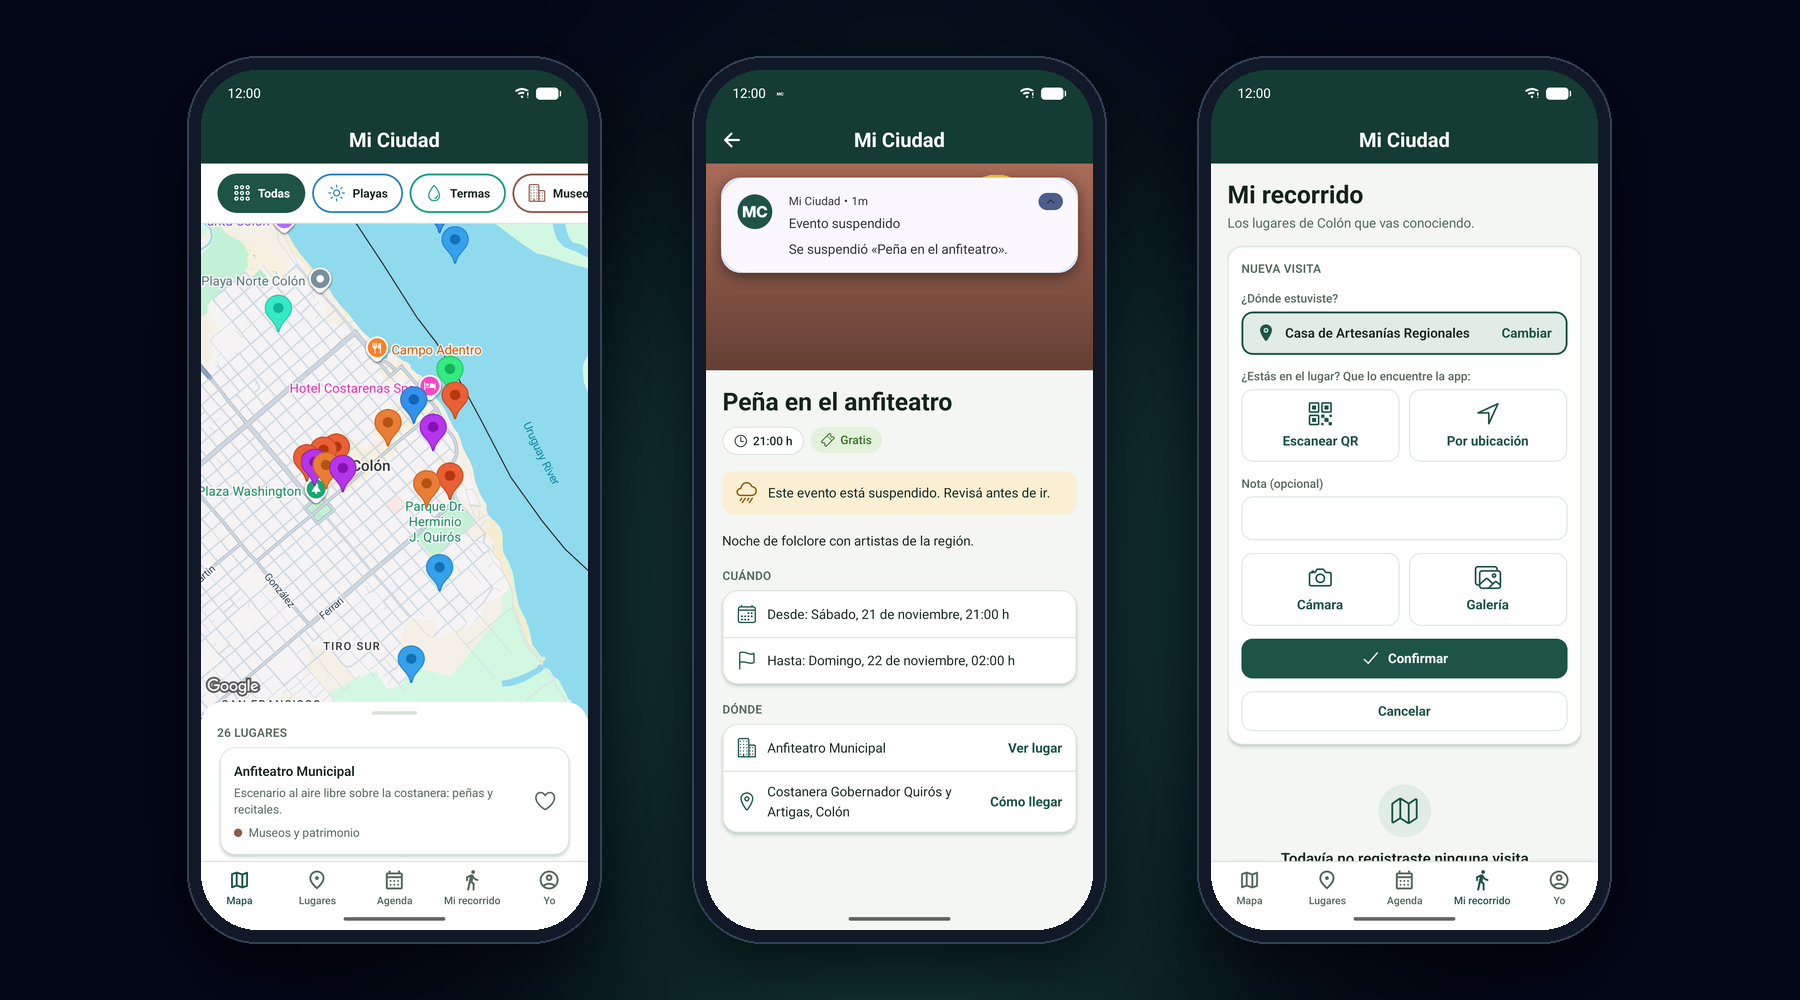 12:00
Mi Ciudad
Todas
Playas
Termas
Museo
Playa Norte Colón
Campo Adentro
Hotel Costarenas Spa
Colón
Plaza Washington
Parque Dr.
Herminio
J. Quirós
Uruguay River
González
Ferrari
TIRO SUR
Google
26 LUGARES
Anfiteatro Municipal
Escenario al aire libre sobre la costanera: peñas y
recitales.
Museos y patrimonio
Mapa
Lugares
Agenda
Mi recorrido
Yo
12:00
MC
Mi Ciudad
MC
Mi Ciudad • 1m
Evento suspendido
Se suspendió «Peña en el anfiteatro».
Peña en el anfiteatro
21:00 h
Gratis
Este evento está suspendido. Revisá antes de ir.
Noche de folclore con artistas de la región.
CUÁNDO
Desde: Sábado, 21 de noviembre, 21:00 h
Hasta: Domingo, 22 de noviembre, 02:00 h
DÓNDE
Anfiteatro Municipal
Ver lugar
Costanera Gobernador Quirós y
Artigas, Colón
Cómo llegar
12:00
Mi Ciudad
Mi recorrido
Los lugares de Colón que vas conociendo.
NUEVA VISITA
¿Dónde estuviste?
Casa de Artesanías Regionales
Cambiar
¿Estás en el lugar? Que lo encuentre la app:
Escanear QR
Por ubicación
Nota (opcional)
Cámara
Galería
Confirmar
Cancelar
Todavía no registraste ninguna visita
Mapa
Lugares
Agenda
Mi recorrido
Yo